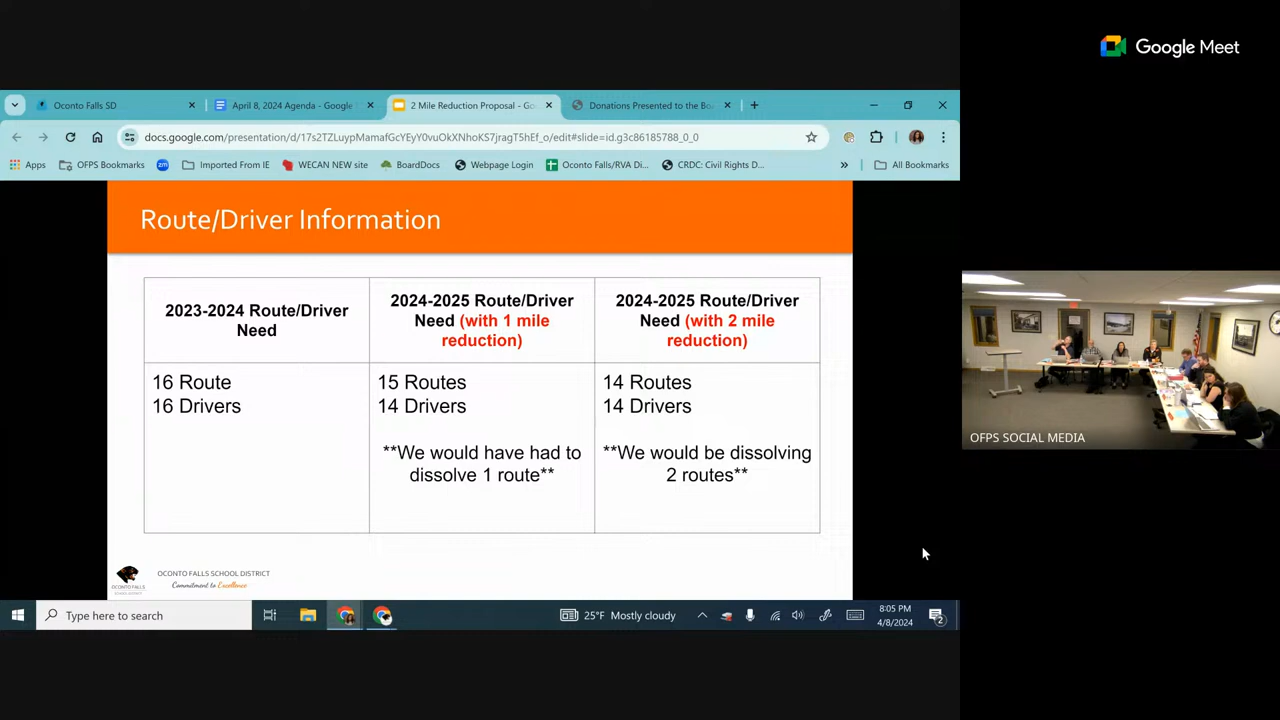 Google Meet
Oconto Falls SD
April 8, 2024 Agenda - Google
2 Mile Reduction Proposal - Go
Donations Presented to the Bo
docs.google.com/presentation/d/17s2TZLuypMamafGcYEyY0vuOkXNhoKS7jragT5hEf_o/edit#slide=id.g3c86185788_0_0
Apps
OFPS Bookmarks
zm
Imported From IE
WECAN NEW site
BoardDocs
Webpage Login
Oconto Falls/RVA Di...
CRDC: Civil Rights D...
All Bookmarks
Route/Driver Information
2023-2024 Route/Driver
Need
2024-2025 Route/Driver
Need (with 1 mile
reduction)
2024-2025 Route/Driver
Need (with 2 mile
reduction)
16 Route
16 Drivers
15 Routes
14 Drivers
**We would have had to
dissolve 1 route**
14 Routes
14 Drivers
**We would be dissolving
2 routes**
OCONTO FALLS
OCONTO FALLS SCHOOL DISTRICT
Commitment to Excellence
OFPS SOCIAL MEDIA
Type here to search
25°F Mostly cloudy
8:05 PM
4/8/2024
2